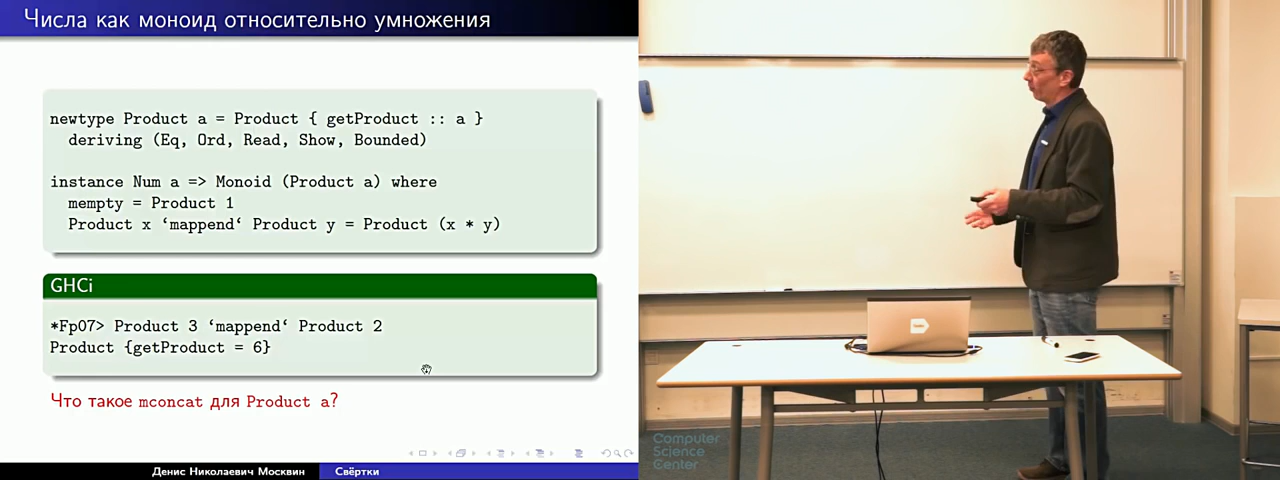 Числа как моноид относительно умножения
newtype Product a = Product { getProduct :: a }
deriving (Eq, Ord, Read, Show, Bounded)
instance Num a => Monoid (Product a) where
mempty = Product 1
Product x ‘mappend‘ Product y = Product (x * y)
GHCi
*Fp07> Product 3 ‘mappend‘ Product 2
Product {getProduct = 6}
Что такое mconcat для Product a?
Денис Николаевич Москвин
Свёртки
Computer
Science
Center